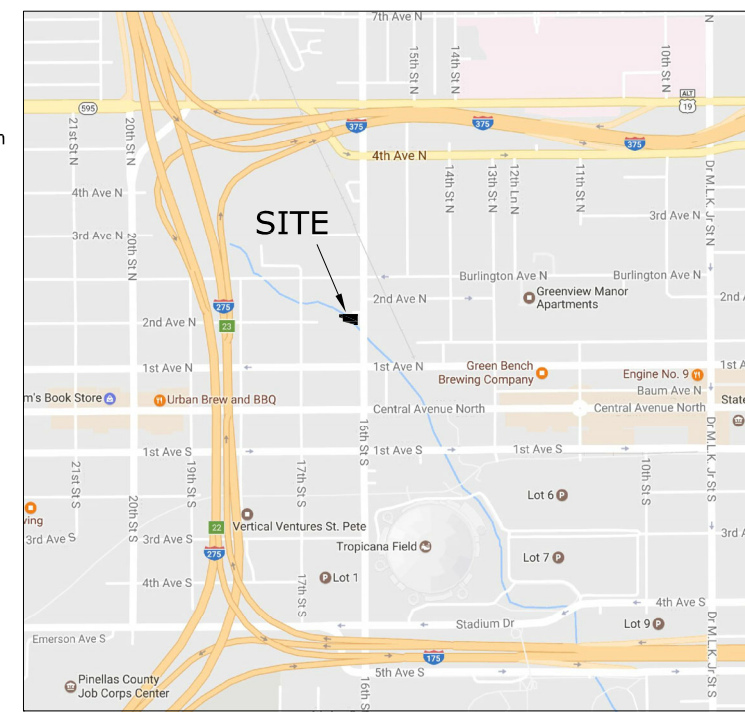 7th Ave N
N
15th St N
14th St N
10th St N
595
ALT
19
21st St N
20th St N
375
375
375
4th Ave N
14th St N
13th St N
12th Ln N
11th St N
Dr M.L.K. Jr St N
4th Ave N
3rd Ave N
3rd Ave N
20th St N
SITE
Burlington Ave N
Burlington Ave N
275
2nd Ave N
Greenview Manor
Apartments
2nd A
2nd Ave N
23
1st Ave N
1st Ave N
Green Bench
Brewing Company
Engine No. 9
1st A
Baum Ave N
m's Book Store
Urban Brew and BBQ
Central Avenue North
Central Avenue North
State
16th St S
Dr M.L.K. Jr St S
1st Ave S
1st Ave S
1st Ave S
21st St S
19th St S
17th St S
10th St S
20th St S
Lot 6 P
ving
22
Vertical Ventures St. Pete
3rd Ave S
3rd Ave S
3rd A
275
Tropicana Field
Lot 7 P
4th Ave S
17th St S
P Lot 1
4th Ave S
Stadium Dr
Lot 9 P
Dr M.L.K. Jr St S
Emerson Ave S
175
5th Ave S
16th S
Pinellas County
Job Corps Center